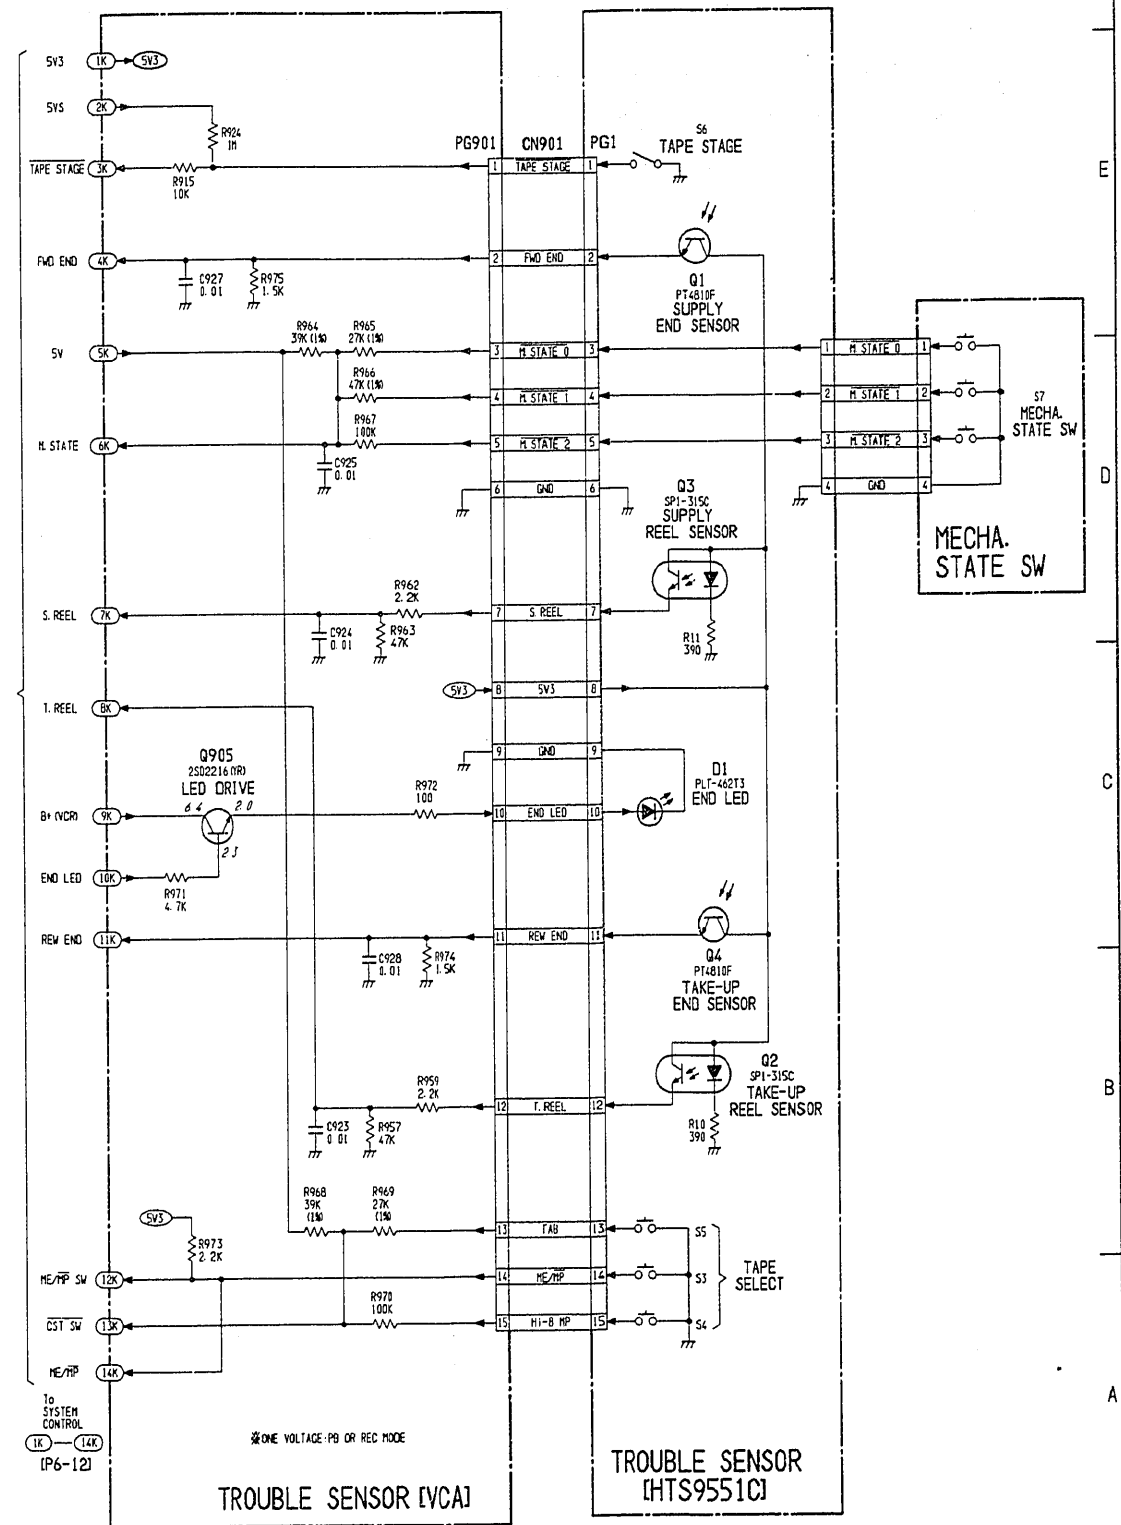 5V3 1K 5V3
5VS 2K
R924
1M
PG901 CN901 PG1
S6
TAPE STAGE
TAPE STAGE 3K
R915
10K
1 TAPE STAGE 1
E
FWD END 4K
C927
0.01
R975
1.5K
2 FWD END 2
Q1
PT4810F
SUPPLY
END SENSOR
5V 5K
R964
39K (1%)
R965
27K (1%)
3 M.STATE 0 3
1 M.STATE 0 1
R966
47K (1%)
4 M.STATE 1 4
2 M.STATE 1 2
S7
MECHA.
STATE SW
M.STATE 6K
R967
100K
5 M.STATE 2 5
3 M.STATE 2 3
C925
0.01
6 GND 6
4 GND 4
D
Q3
SPI-315C
SUPPLY
REEL SENSOR
MECHA.
STATE SW
S.REEL 7K
R962
2.2K
C924
0.01
R963
47K
7 S.REEL 7
R11
390
5V3 8 5V3 8
T.REEL 8K
9 GND 9
Q905
2SD2216(YR)
LED DRIVE
6.4 2.0
2.3
B+(VCR) 9K
R972
100
10 END LED 10
D1
PLT-462T3
END LED
C
END LED 10K
R971
4.7K
REW END 11K
C928
0.01
R974
1.5K
11 REW END 11
Q4
PT4810F
TAKE-UP
END SENSOR
Q2
SPI-315C
TAKE-UP
REEL SENSOR
B
R959
2.2K
12 T.REEL 12
C923
0.01
R957
47K
R10
390
R968
39K
(1%)
R969
27K
(1%)
13 TAB 13
S5
5V3
R973
2.2K
ME/MP SW 12K
14 ME/MP 14
S3
TAPE
SELECT
R970
100K
CST SW 13K
15 Hi-8 MP 15
S4
ME/MP 14K
A
To
SYSTEM
CONTROL
1K — 14K
[P6-12]
※ONE VOLTAGE:PB OR REC MODE
TROUBLE SENSOR [VCA]
TROUBLE SENSOR
[HTS9551C]